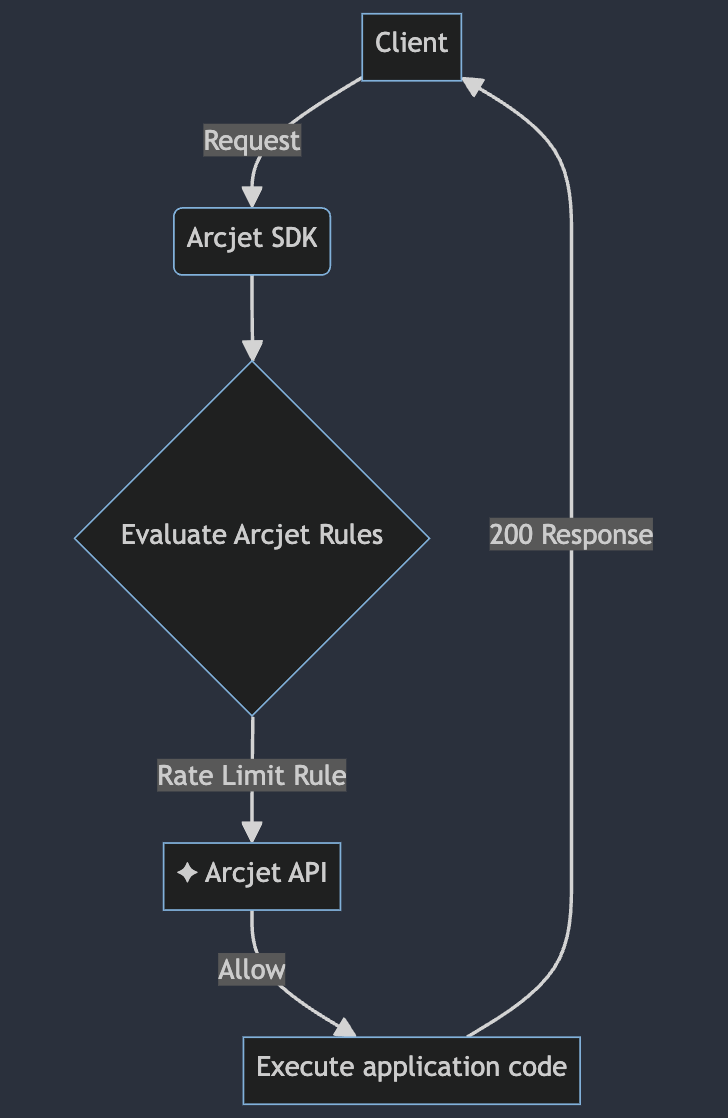 Client
Request
Arcjet SDK
Evaluate Arcjet Rules
200 Response
Rate Limit Rule
✦ Arcjet API
Allow
Execute application code